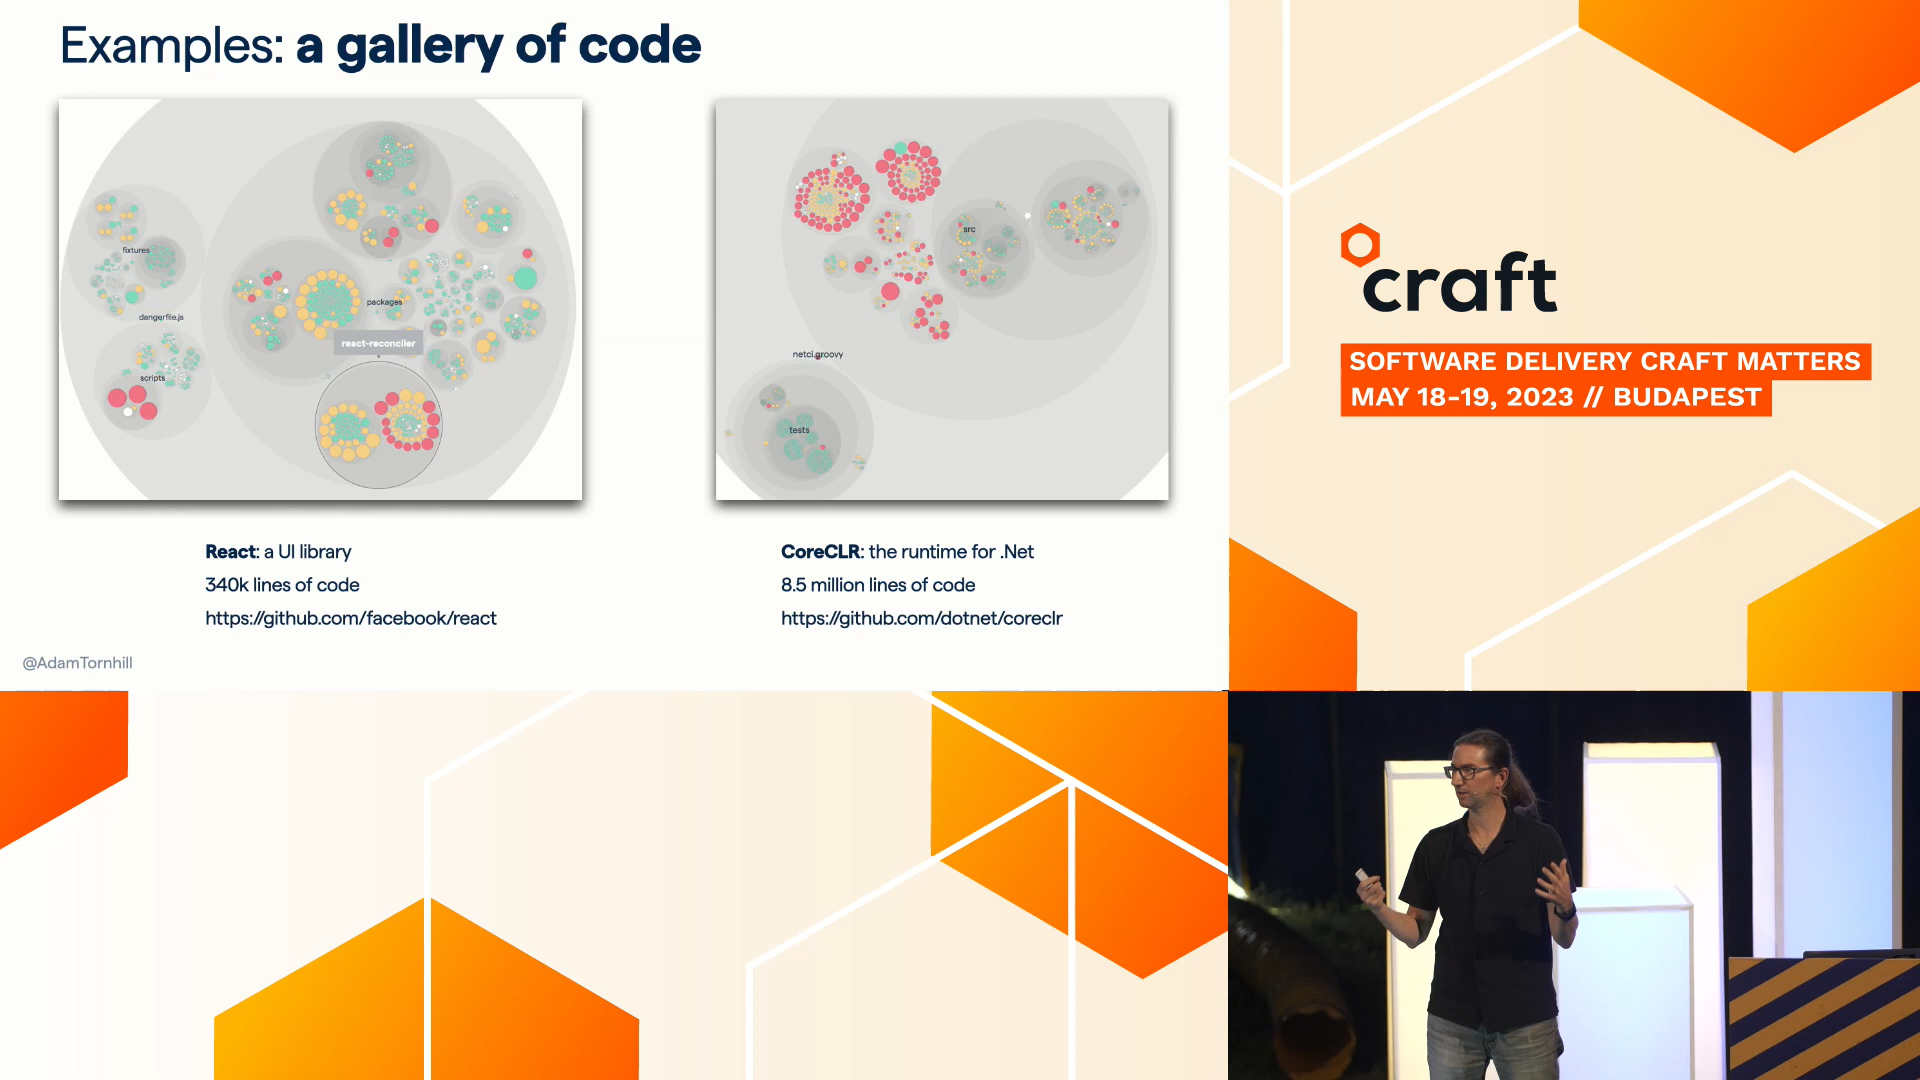 Examples: a gallery of code
fixtures
dangerfile.js
scripts
packages
react-reconciler
src
netci.groovy
tests
React: a UI library
340k lines of code
https://github.com/facebook/react
CoreCLR: the runtime for .Net
8.5 million lines of code
https://github.com/dotnet/coreclr
@AdamTornhill
craft
SOFTWARE DELIVERY CRAFT MATTERS
MAY 18-19, 2023 // BUDAPEST